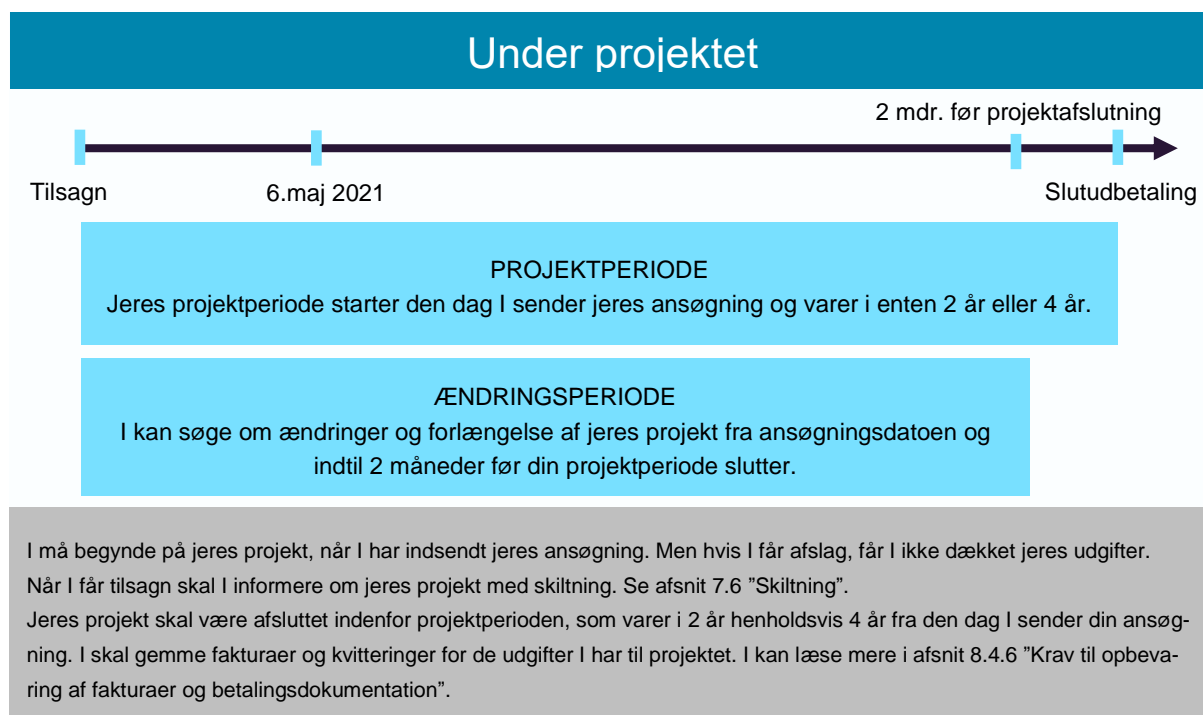 Under projektet
2 mdr. før projektafslutning
Tilsagn
6.maj 2021
Slutudbetaling
PROJEKTPERIODE
Jeres projektperiode starter den dag I sender jeres ansøgning og varer i enten 2 år eller 4 år.
ÆNDRINGSPERIODE
I kan søge om ændringer og forlængelse af jeres projekt fra ansøgningsdatoen og
indtil 2 måneder før din projektperiode slutter.
I må begynde på jeres projekt, når I har indsendt jeres ansøgning. Men hvis I får afslag, får I ikke dækket jeres udgifter.
Når I får tilsagn skal I informere om jeres projekt med skiltning. Se afsnit 7.6 ”Skiltning”.
Jeres projekt skal være afsluttet indenfor projektperioden, som varer i 2 år henholdsvis 4 år fra den dag I sender din ansøg-
ning. I skal gemme fakturaer og kvitteringer for de udgifter I har til projektet. I kan læse mere i afsnit 8.4.6 ”Krav til opbeva-
ring af fakturaer og betalingsdokumentation”.